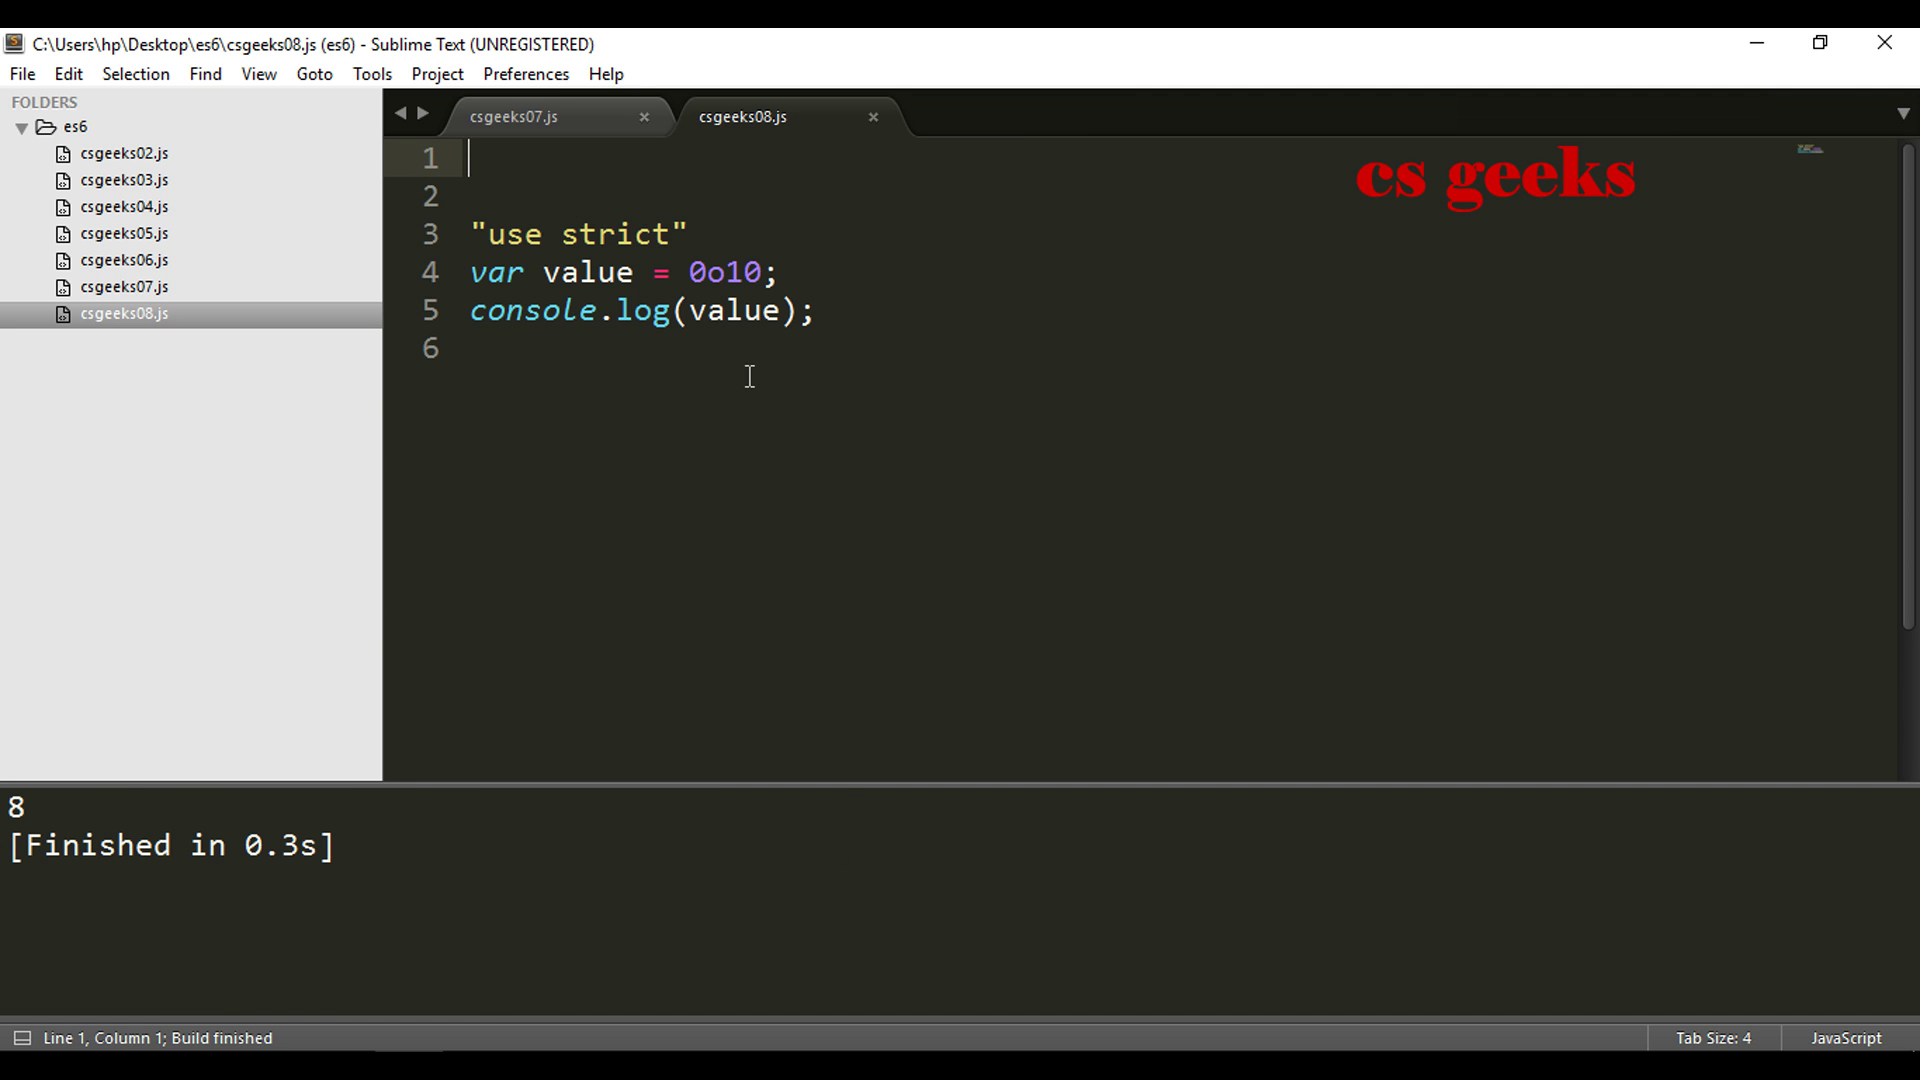 C:\Users\hp\Desktop\es6\csgeeks08.js (es6) - Sublime Text (UNREGISTERED)
File Edit Selection Find View Goto Tools Project Preferences Help
FOLDERS
es6
csgeeks02.js
csgeeks03.js
csgeeks04.js
csgeeks05.js
csgeeks06.js
csgeeks07.js
csgeeks08.js
csgeeks07.js csgeeks08.js
cs geeks
1
2
3 "use strict"
4 var value = 0o10;
5 console.log(value);
6
8
[Finished in 0.3s]
Line 1, Column 1; Build finished Tab Size: 4 JavaScript